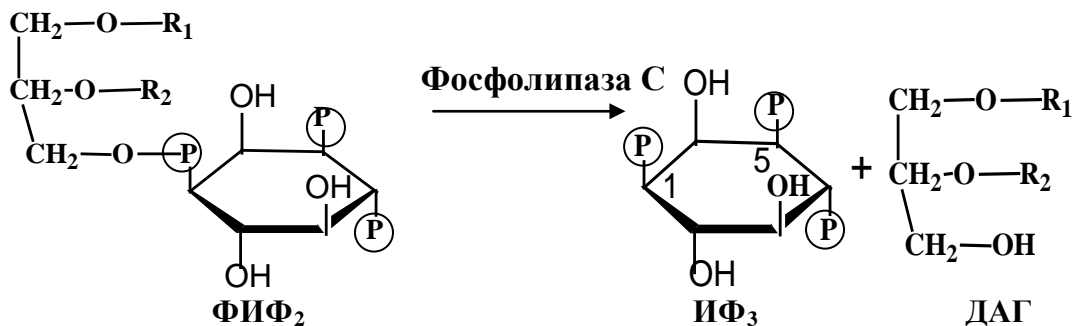 CH₂—O—R₁
CH₂—O—R₂
CH₂—O—P
OH
P
OH
P
OH
ФИФ₂
Фосфолипаза С
OH
P
P
5
1
OH
P
OH
ИФ₃
+
CH₂—O—R₁
CH₂—O—R₂
CH₂—OH
ДАГ